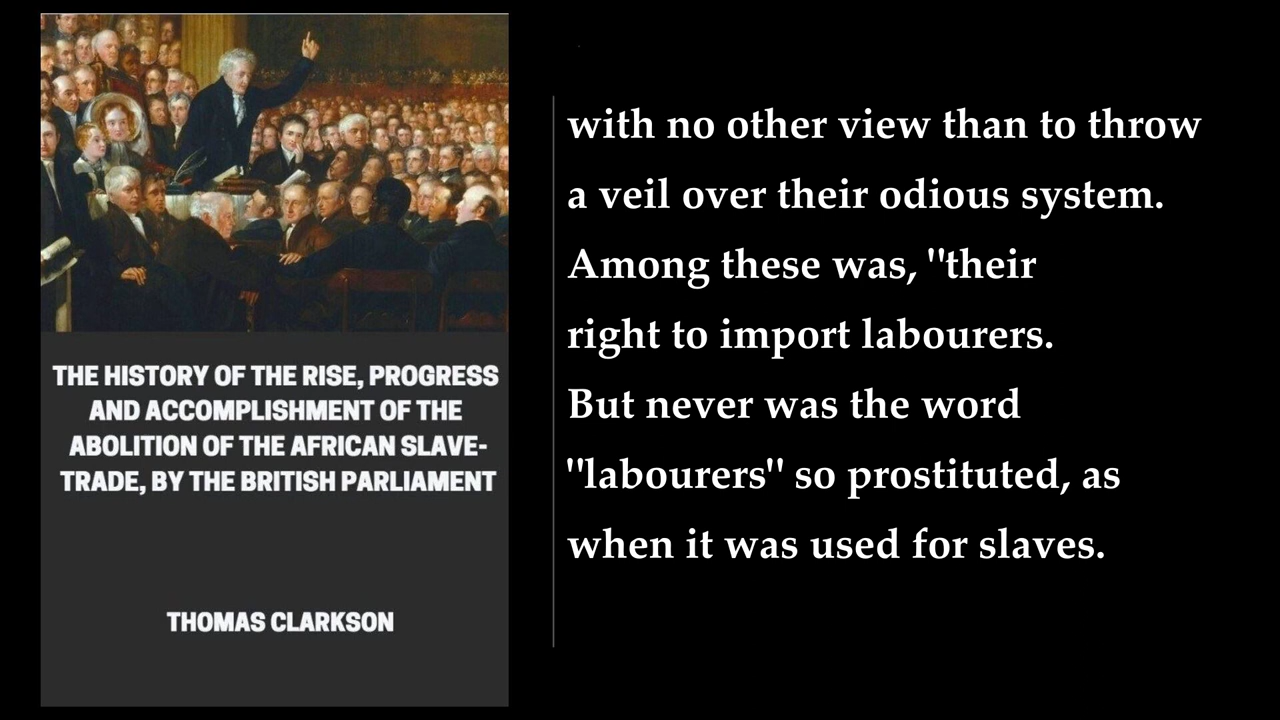 THE HISTORY OF THE RISE, PROGRESS
AND ACCOMPLISHMENT OF THE
ABOLITION OF THE AFRICAN SLAVE-
TRADE, BY THE BRITISH PARLIAMENT
THOMAS CLARKSON
with no other view than to throw
a veil over their odious system.
Among these was, "their
right to import labourers.
But never was the word
"labourers" so prostituted, as
when it was used for slaves.